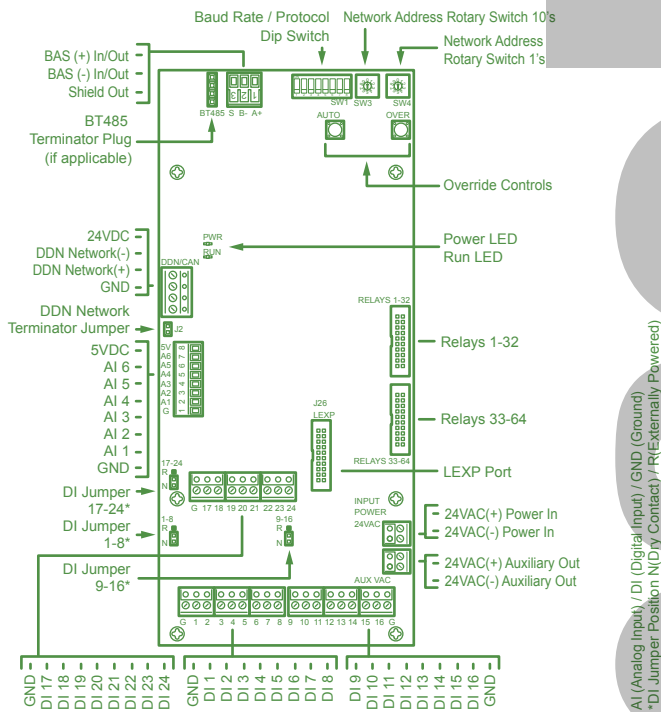 Baud Rate / Protocol
Dip Switch
Network Address Rotary Switch 10's
Network Address
Rotary Switch 1's
BAS (+) In/Out
BAS (-) In/Out
Shield Out
BT485
Terminator Plug
(if applicable)
BT485
S B- A+
3 2 1
SW1
SW3
SW4
AUTO
OVER
Override Controls
Power LED
Run LED
PWR
RUN
24VDC
DDN Network(-)
DDN Network(+)
GND
DDN/CAN
DDN Network
Terminator Jumper
J2
5VDC
AI 6
AI 5
AI 4
AI 3
AI 2
AI 1
GND
5V 8
A6 7
A5 6
A4 5
A3 4
A2 3
A1 2
G 1
RELAYS 1-32
Relays 1-32
J26
LEXP
Relays 33-64
RELAYS 33-64
LEXP Port
DI Jumper
17-24*
DI Jumper
1-8*
DI Jumper
9-16*
17-24
R
N
1-8
R
N
9-16
R
N
G 17 18 19 20 21 22 23 24
INPUT
POWER
24VAC
24VAC(+) Power In
24VAC(-) Power In
24VAC(+) Auxiliary Out
24VAC(-) Auxiliary Out
AUX VAC
G 1 2 3 4 5 6 7 8 9 10 11 12 13 14 15 16 G
GND
DI 17
DI 18
DI 19
DI 20
DI 21
DI 22
DI 23
DI 24
GND
DI 1
DI 2
DI 3
DI 4
DI 5
DI 6
DI 7
DI 8
DI 9
DI 10
DI 11
DI 12
DI 13
DI 14
DI 15
DI 16
GND
AI (Analog Input) / DI (Digital Input) / GND (Ground)
*DI Jumper Position N(Dry Contact) / R(Externally Powered)